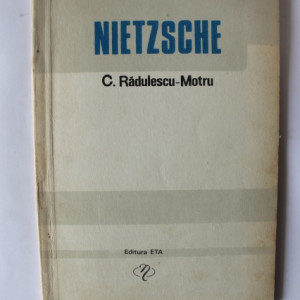 NIETZSCHE
C. Rădulescu-Motru
Editura ETA